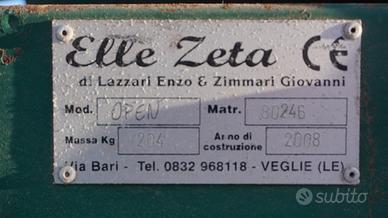 Elle Zeta CE
di Lazzari Enzo & Zimmari Giovanni
Mod. OPEN Matr. 80246
Massa Kg 204 Anno di costruzione 2008
Via Bari - Tel. 0832 968118 - VEGLIE (LE)
subito